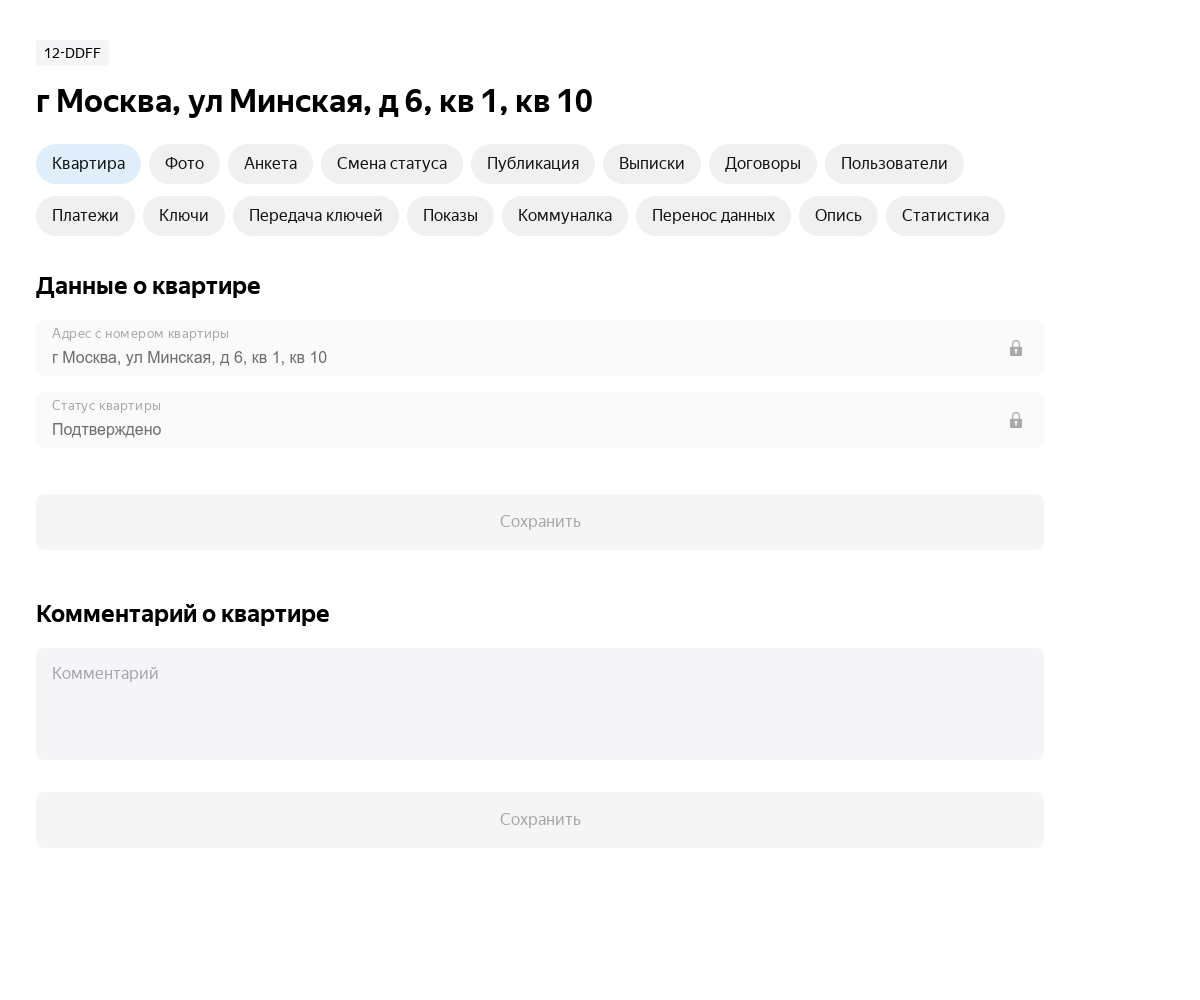 12-DDFF
г Москва, ул Минская, д 6, кв 1, кв 10
Квартира Фото Анкета Смена статуса Публикация Выписки Договоры Пользователи
Платежи Ключи Передача ключей Показы Коммуналка Перенос данных Опись Статистика
Данные о квартире
Адрес с номером квартиры
г Москва, ул Минская, д 6, кв 1, кв 10
Статус квартиры
Подтверждено
Сохранить
Комментарий о квартире
Комментарий
Сохранить